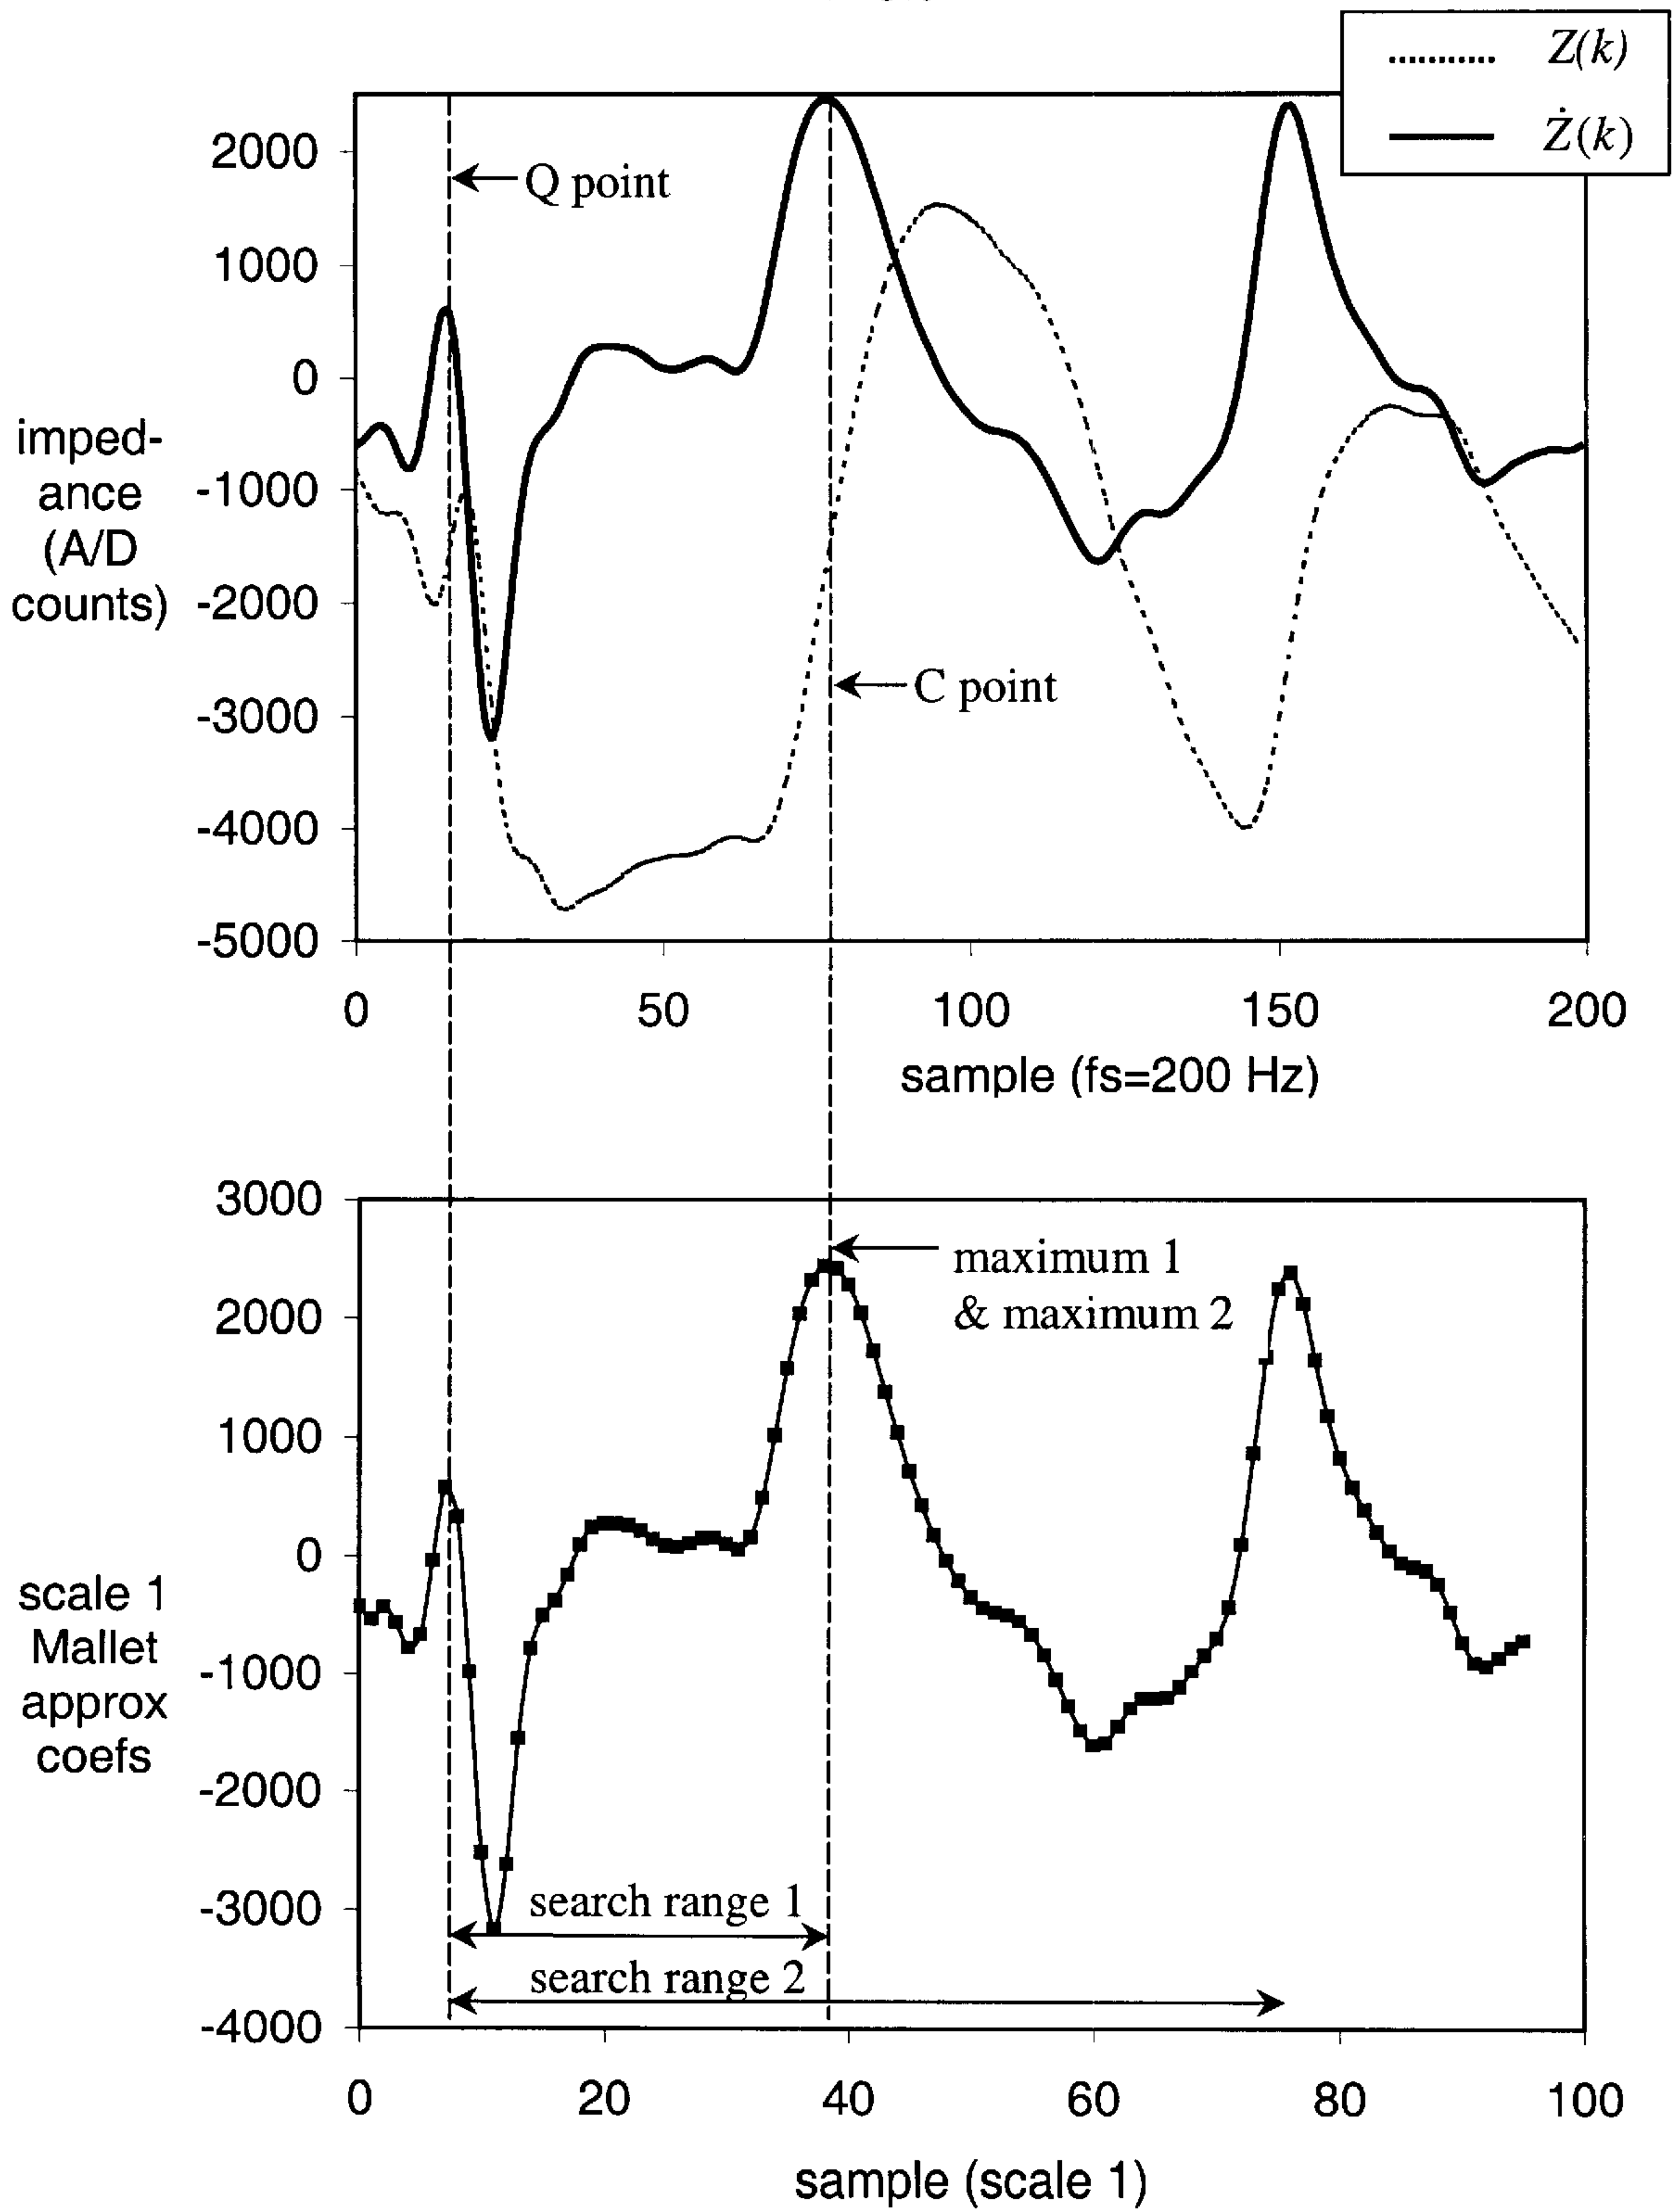 Z(k)
Ż(k)
2000
1000
0
-1000
-2000
-3000
-4000
-5000
imped-
ance
(A/D
counts)
Q point
C point
0 50 100 150 200
sample (fs=200 Hz)
3000
2000
1000
0
-1000
-2000
-3000
-4000
scale 1
Mallet
approx
coefs
maximum 1
& maximum 2
search range 1
search range 2
0 20 40 60 80 100
sample (scale 1)